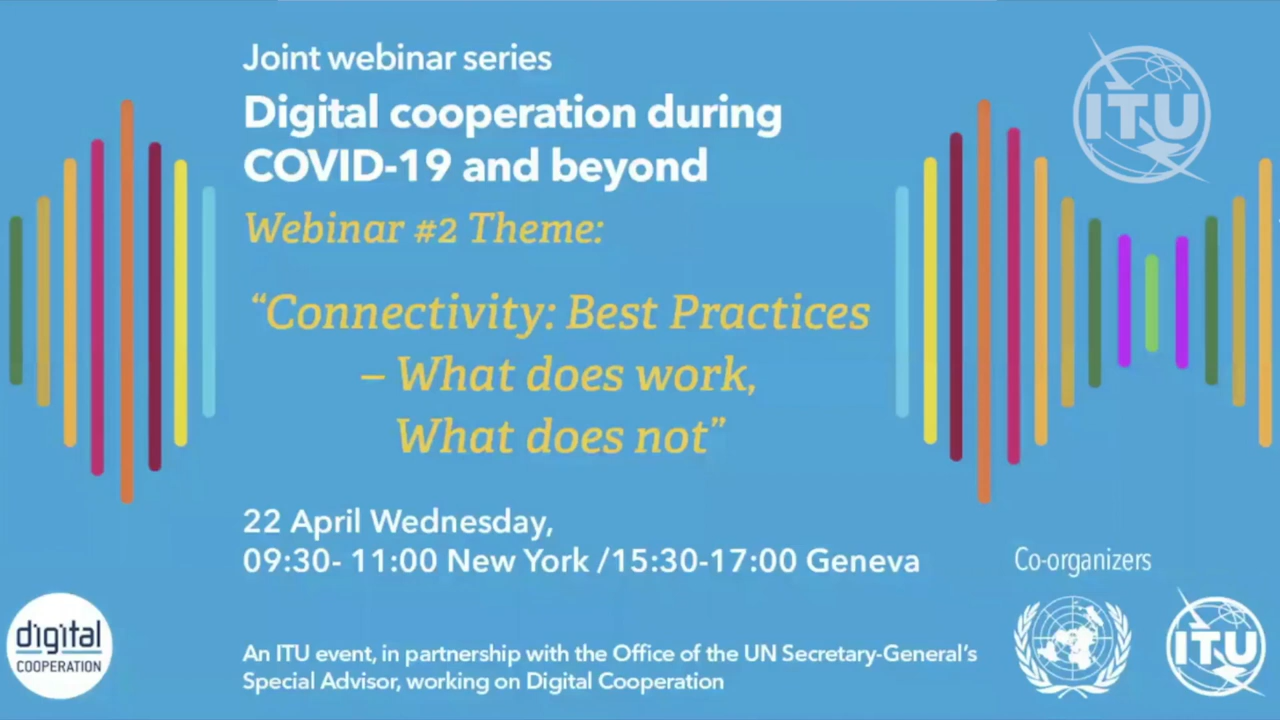 Joint webinar series
Digital cooperation during
COVID-19 and beyond
Webinar #2 Theme:
“Connectivity: Best Practices
– What does work,
What does not”
22 April Wednesday,
09:30- 11:00 New York /15:30-17:00 Geneva
An ITU event, in partnership with the Office of the UN Secretary-General’s
Special Advisor, working on Digital Cooperation
digital
COOPERATION
Co-organizers
ITU
ITU